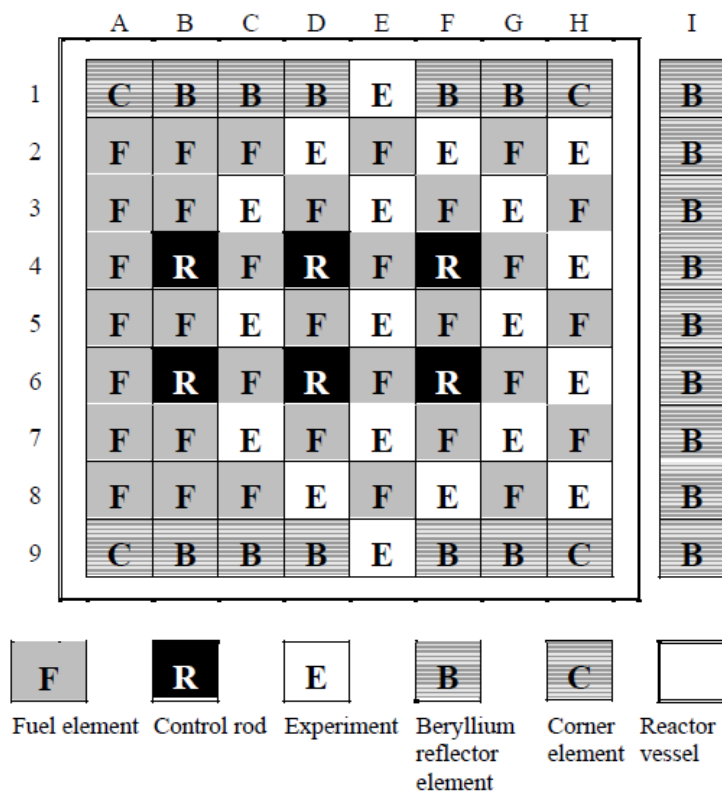 A B C D E F G H I
1 C B B B E B B C B
2 F F F E F E F E B
3 F F E F E F E F B
4 F R F R F R F E B
5 F F E F E F E F B
6 F R F R F R F E B
7 F F E F E F E F B
8 F F F E F E F E B
9 C B B B E B B C B
F R E B C
Fuel element Control rod Experiment Beryllium Corner Reactor
reflector element vessel
element